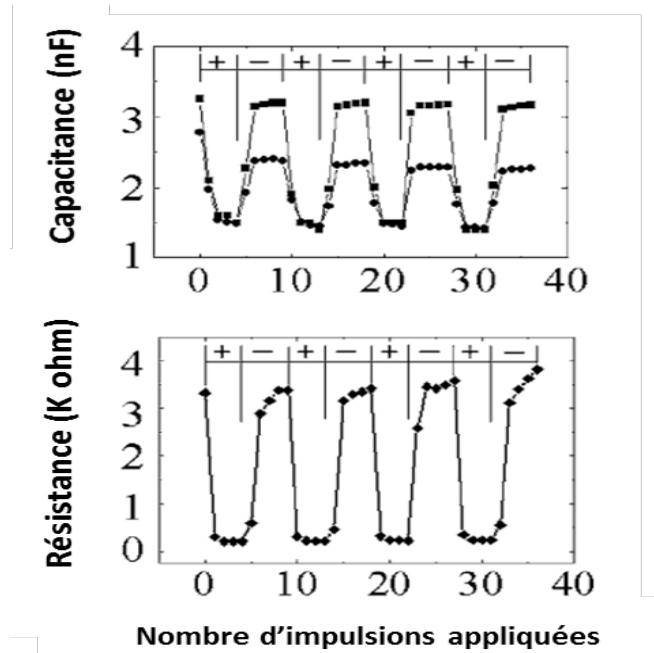 Capacitance (nF)
4
3
2
1
+ − + − + − + −
0 10 20 30 40
Résistance (K ohm)
4
3
2
1
0
+ − + − + − + −
0 10 20 30 40
Nombre d’impulsions appliquées